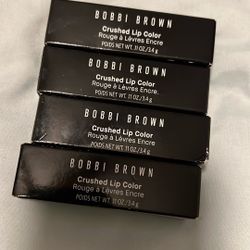 BOBBI BROWN
Crushed Lip Color
Rouge à Lèvres Encre
POIDS NET WT. .11 OZ/3.4 g
BOBBI BROWN
Crushed Lip Color
Rouge à Lèvres Encre.
POIDS NET WT. .11 OZ/3.4 g
BOBBI BROWN
Crushed Lip Color
Rouge à Lèvres Encre
POIDS NET WT. .11 OZ/3.4 g
BOBBI BROWN
Crushed Lip Color
Rouge à Lèvres Encre
POIDS NET WT. .11 OZ/3.4 g